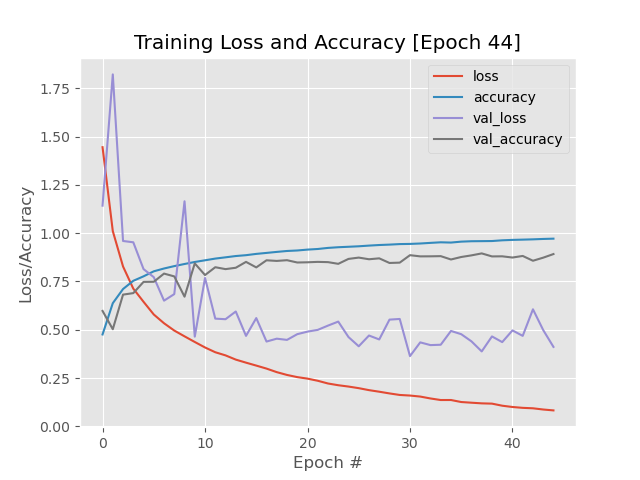 Training Loss and Accuracy [Epoch 44]
loss
accuracy
val_loss
val_accuracy
Loss/Accuracy
1.75
1.50
1.25
1.00
0.75
0.50
0.25
0.00
0
10
20
30
40
Epoch #